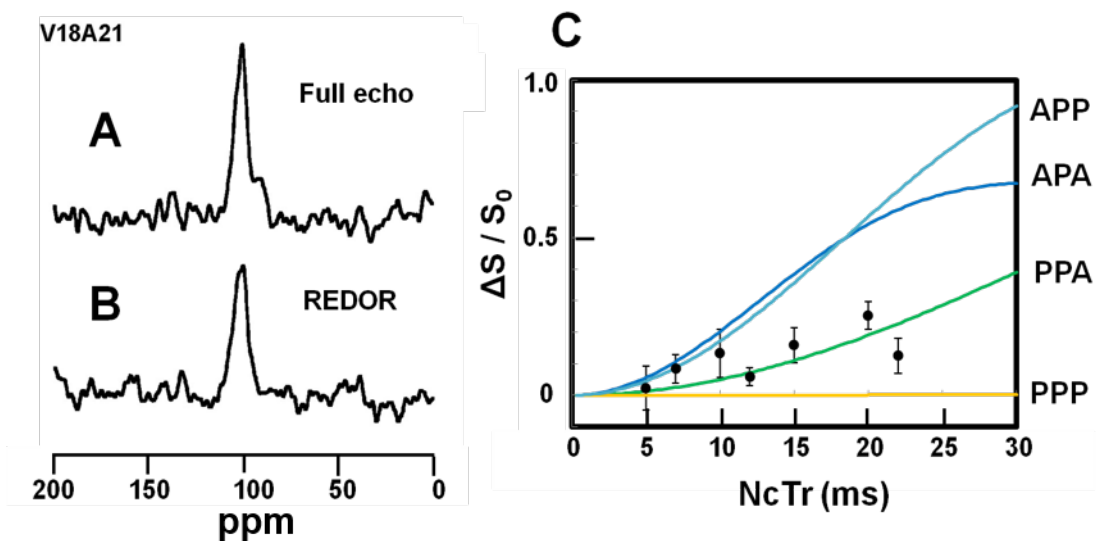 V18A21
A
Full echo
B
REDOR
200 150 100 50 0
ppm
C
1.0
0.5
0
ΔS / S₀
0 5 10 15 20 25 30
NcTr (ms)
APP
APA
PPA
PPP